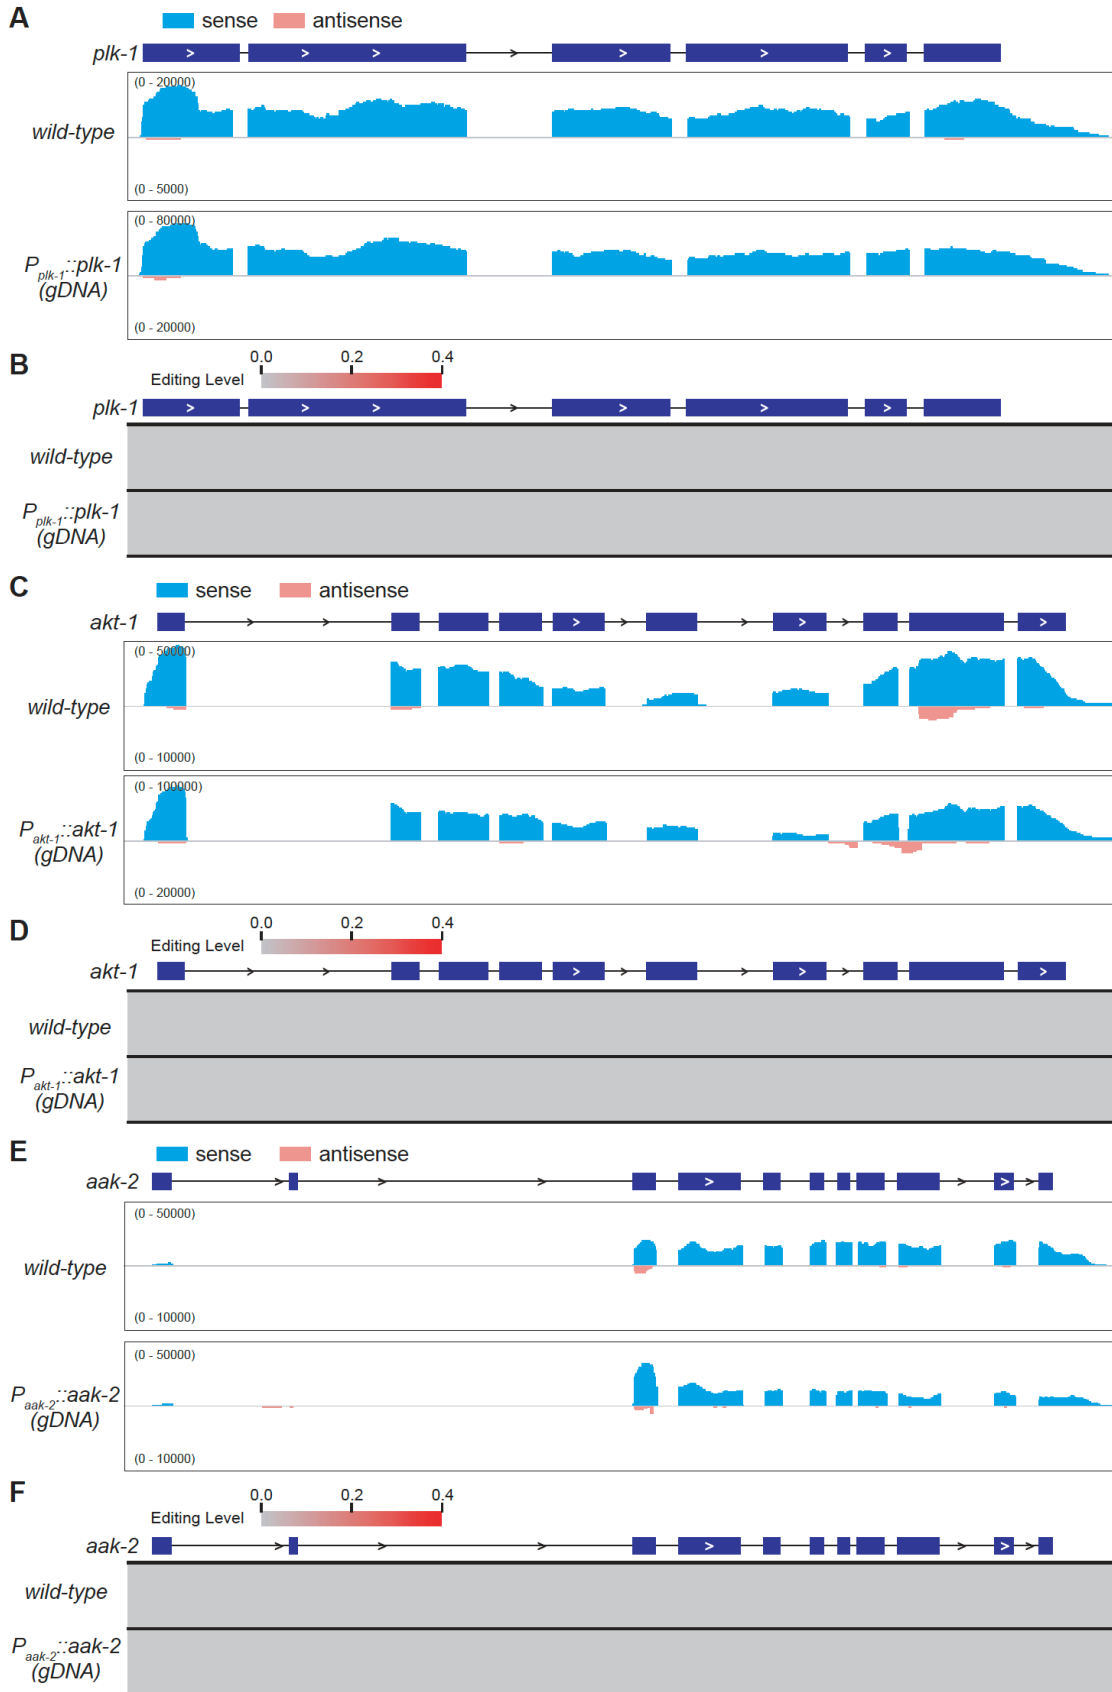 A
sense antisense
plk-1
(0 - 20000)
wild-type
(0 - 5000)
(0 - 80000)
Pplk-1::plk-1
(gDNA)
(0 - 20000)
B
0.0 0.2 0.4
Editing Level
plk-1
wild-type
Pplk-1::plk-1
(gDNA)
C
sense antisense
akt-1
(0 - 50000)
wild-type
(0 - 10000)
(0 - 100000)
Pakt-1::akt-1
(gDNA)
(0 - 20000)
D
0.0 0.2 0.4
Editing Level
akt-1
wild-type
Pakt-1::akt-1
(gDNA)
E
sense antisense
aak-2
(0 - 50000)
wild-type
(0 - 10000)
(0 - 50000)
Paak-2::aak-2
(gDNA)
(0 - 10000)
F
0.0 0.2 0.4
Editing Level
aak-2
wild-type
Paak-2::aak-2
(gDNA)